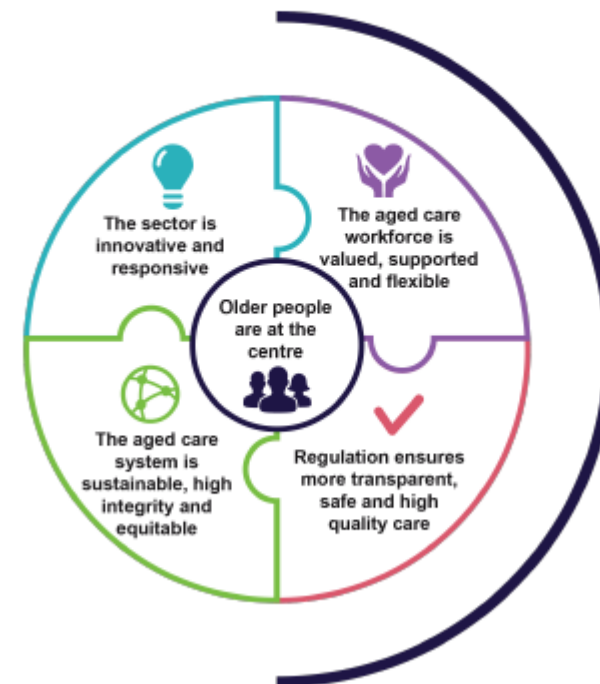 The sector is
innovative and
responsive
The aged care
workforce is
valued, supported
and flexible
Older people
are at the
centre
The aged care
system is
sustainable, high
integrity and
equitable
Regulation ensures
more transparent,
safe and high
quality care